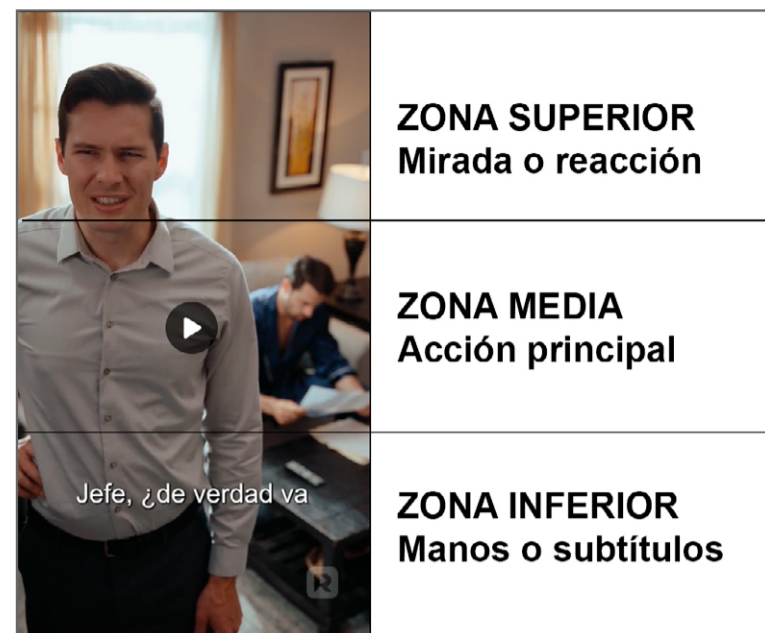 ZONA SUPERIOR
Mirada o reacción
ZONA MEDIA
Acción principal
Jefe, ¿de verdad va
ZONA INFERIOR
Manos o subtítulos
R